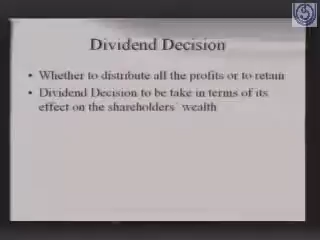 Dividend Decision
• Whether to distribute all the profits or to retain
• Dividend Decision to be take in terms of its
effect on the shareholders' wealth